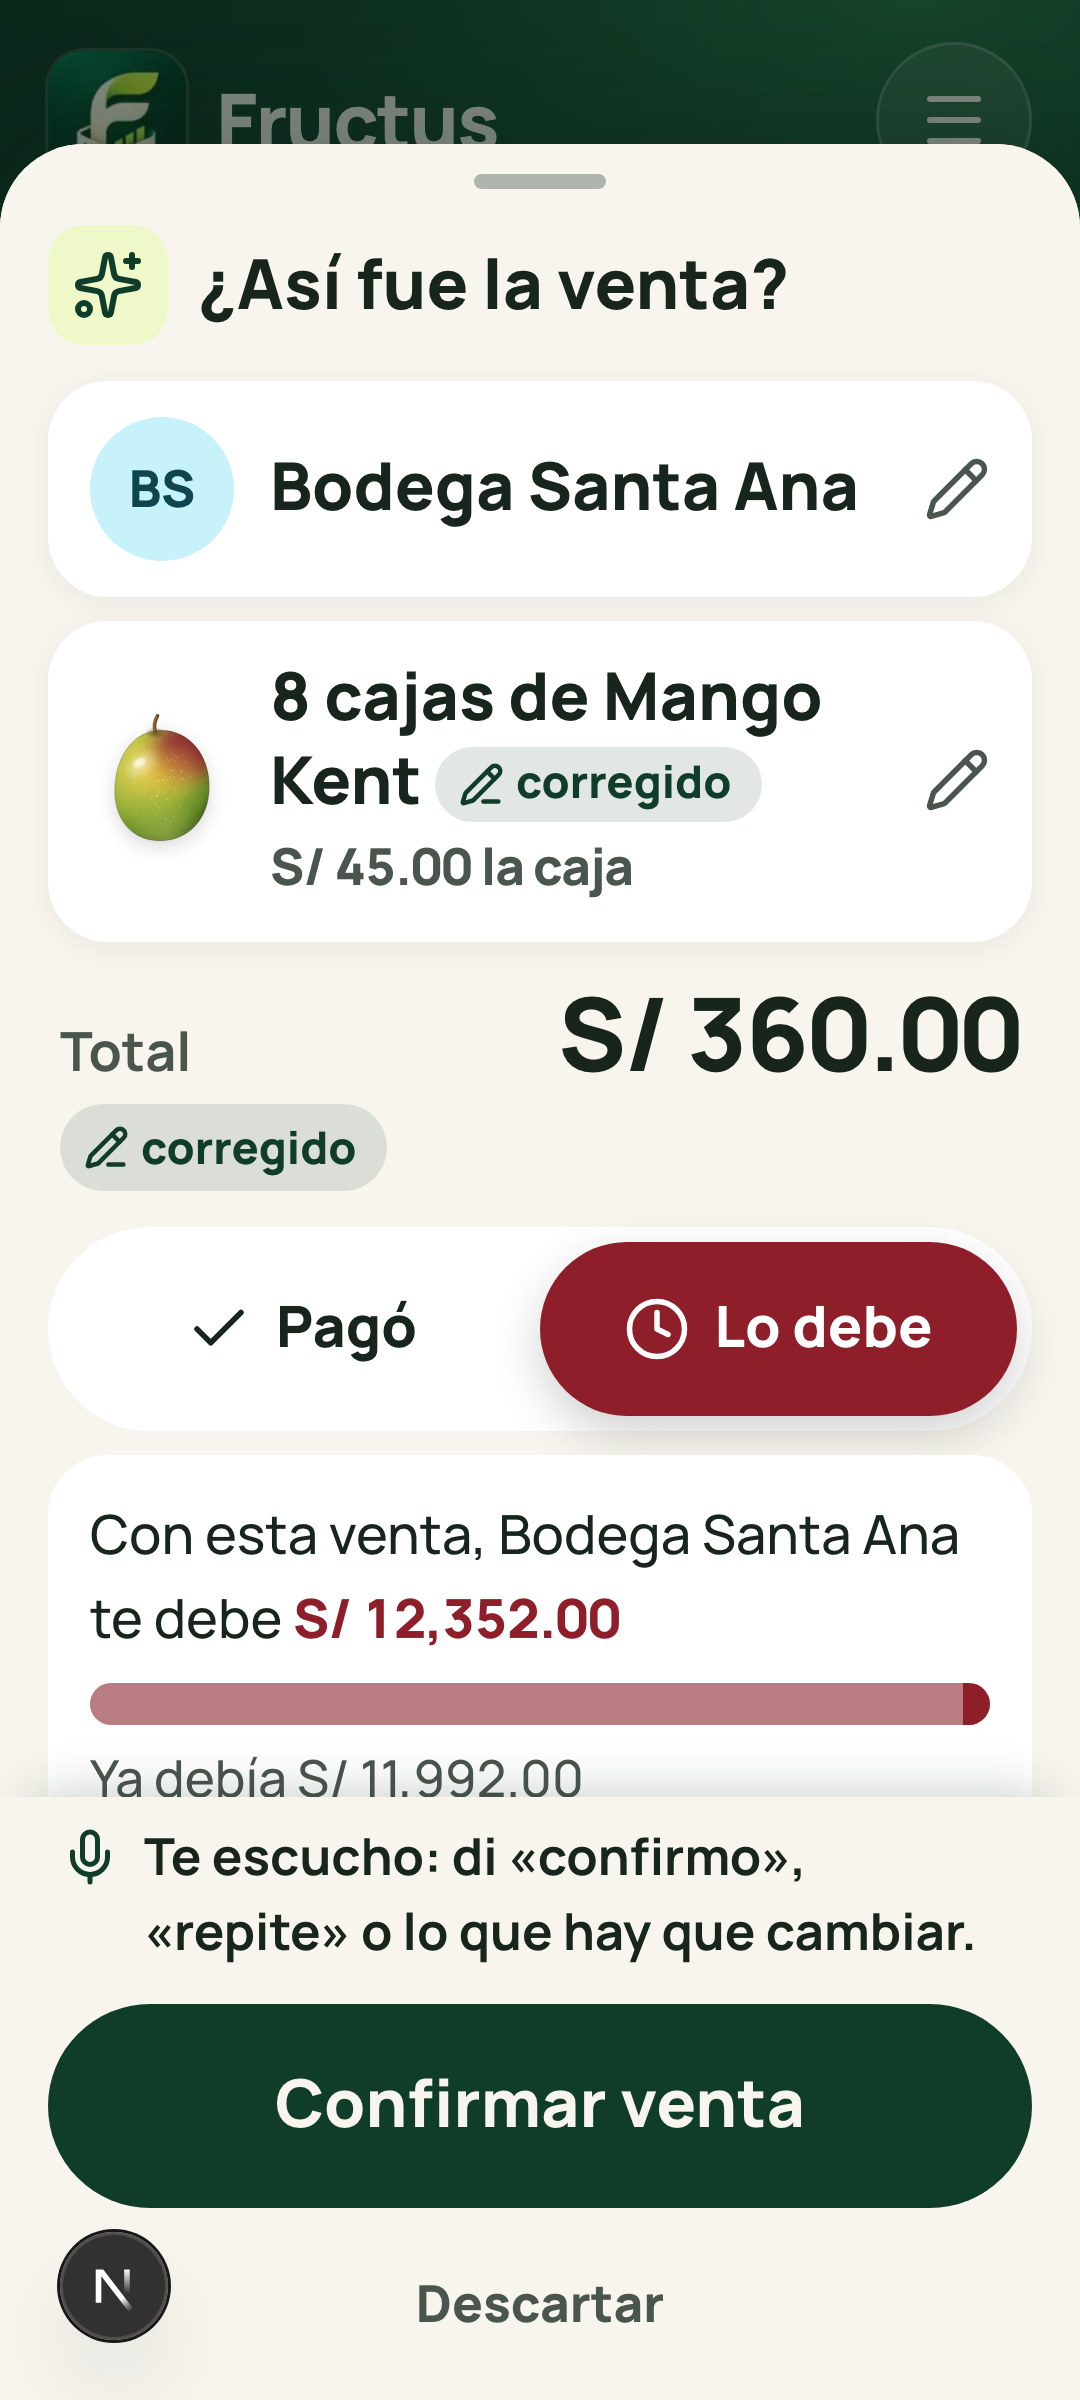 Fructus
¿Así fue la venta?
BS
Bodega Santa Ana
8 cajas de Mango
Kent corregido
S/ 45.00 la caja
Total
S/ 360.00
corregido
Pagó
Lo debe
Con esta venta, Bodega Santa Ana
te debe S/ 12,352.00
Ya debía S/ 11,992.00
Te escucho: di «confirmo»,
«repite» o lo que hay que cambiar.
Confirmar venta
N
Descartar